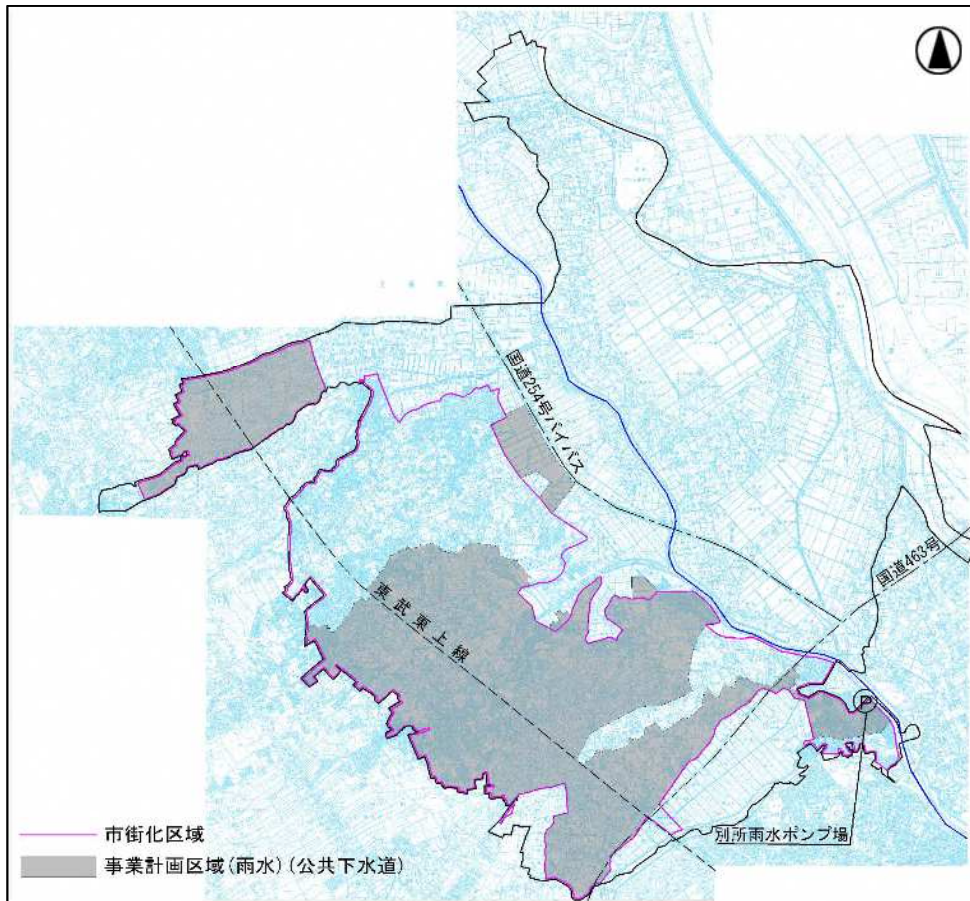 国道254号バイパス
国道463号
東武東上線
P
別所雨水ポンプ場
市街化区域
事業計画区域(雨水)(公共下水道)